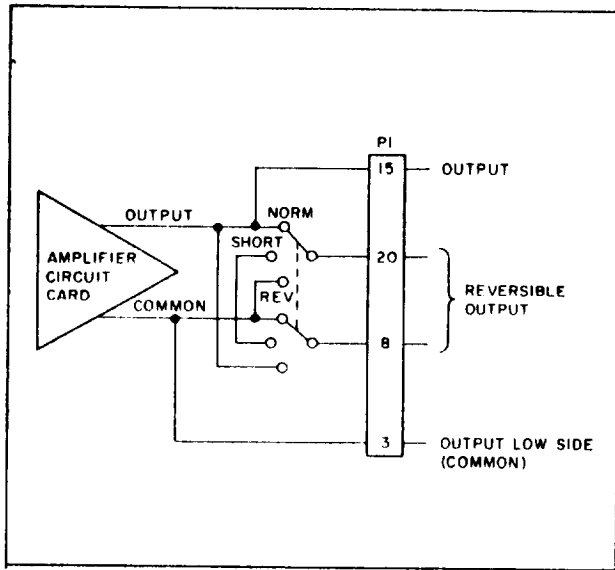 P1
15 OUTPUT
OUTPUT
NORM
SHORT
AMPLIFIER
CIRCUIT
CARD
20
REVERSIBLE
OUTPUT
REV
COMMON
8
3 OUTPUT LOW SIDE
(COMMON)